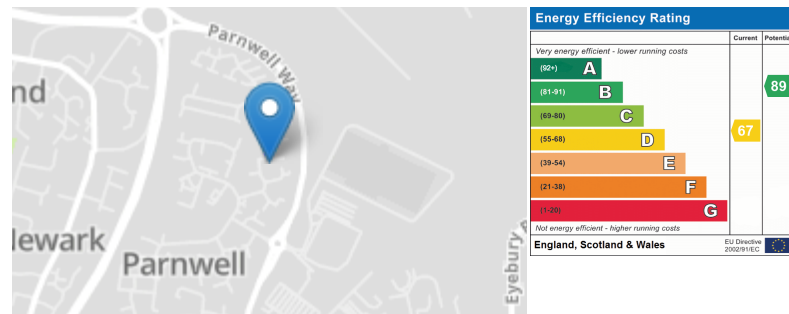 Parnwell Way
nd
lewark
Parnwell
Eyebury R
Energy Efficiency Rating
Current Potentia
Very energy efficient - lower running costs
(92+) A
(81-91) B
89
(69-80) C
(55-68) D
67
(39-54) E
(21-38) F
(1-20) G
Not energy efficient - higher running costs
England, Scotland & Wales
EU Directive
2002/91/EC